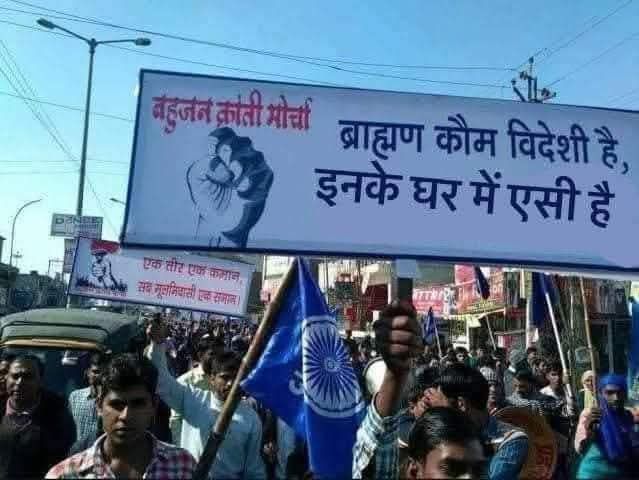 बहुजन क्रांती मोर्चा
ब्राह्मण कौम विदेशी है,
इनके घर में एसी है
एक तीर एक कमान,
सब मूलनिवासी एक समान।